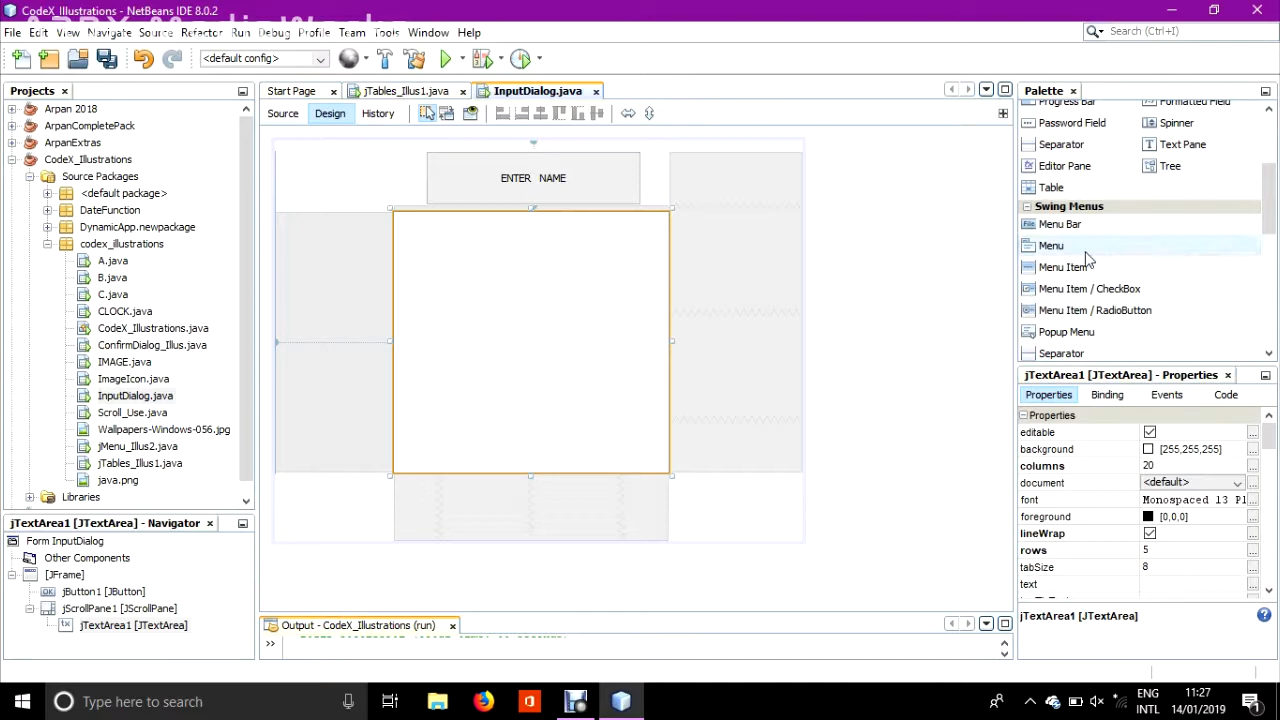 CodeX_Illustrations - NetBeans IDE 8.0.2
File Edit View Navigate Source Refactor Run Debug Profile Team Tools Window Help
Search (Ctrl+I)
<default config>
Projects
Start Page
jTables_Illus1.java
InputDialog.java
Palette
Source Design History
Arpan 2018
ArpanCompletePack
ArpanExtras
CodeX_Illustrations
Source Packages
<default package>
DateFunction
DynamicApp.newpackage
codex_illustrations
A.java
B.java
C.java
CLOCK.java
CodeX_Illustrations.java
ConfirmDialog_Illus.java
IMAGE.java
ImageIcon.java
InputDialog.java
Scroll_Use.java
Wallpapers-Windows-056.jpg
jMenu_Illus2.java
jTables_Illus1.java
java.png
Libraries
ENTER NAME
Progress Bar Formatted Field
Password Field Spinner
Separator Text Pane
Editor Pane Tree
Table
Swing Menus
Menu Bar
Menu
Menu Item
Menu Item / CheckBox
Menu Item / RadioButton
Popup Menu
Separator
jTextArea1 [JTextArea] - Properties
Properties Binding Events Code
Properties
editable
background [255,255,255]
columns 20
document <default>
font Monospaced 13 Pl
foreground [0,0,0]
lineWrap
rows 5
tabSize 8
text
jTextArea1 [JTextArea]
jTextArea1 [JTextArea] - Navigator
Form InputDialog
Other Components
[JFrame]
jButton1 [JButton]
jScrollPane1 [JScrollPane]
jTextArea1 [JTextArea]
Output - CodeX_Illustrations (run)
>>
Type here to search
ENG
INTL
11:27
14/01/2019